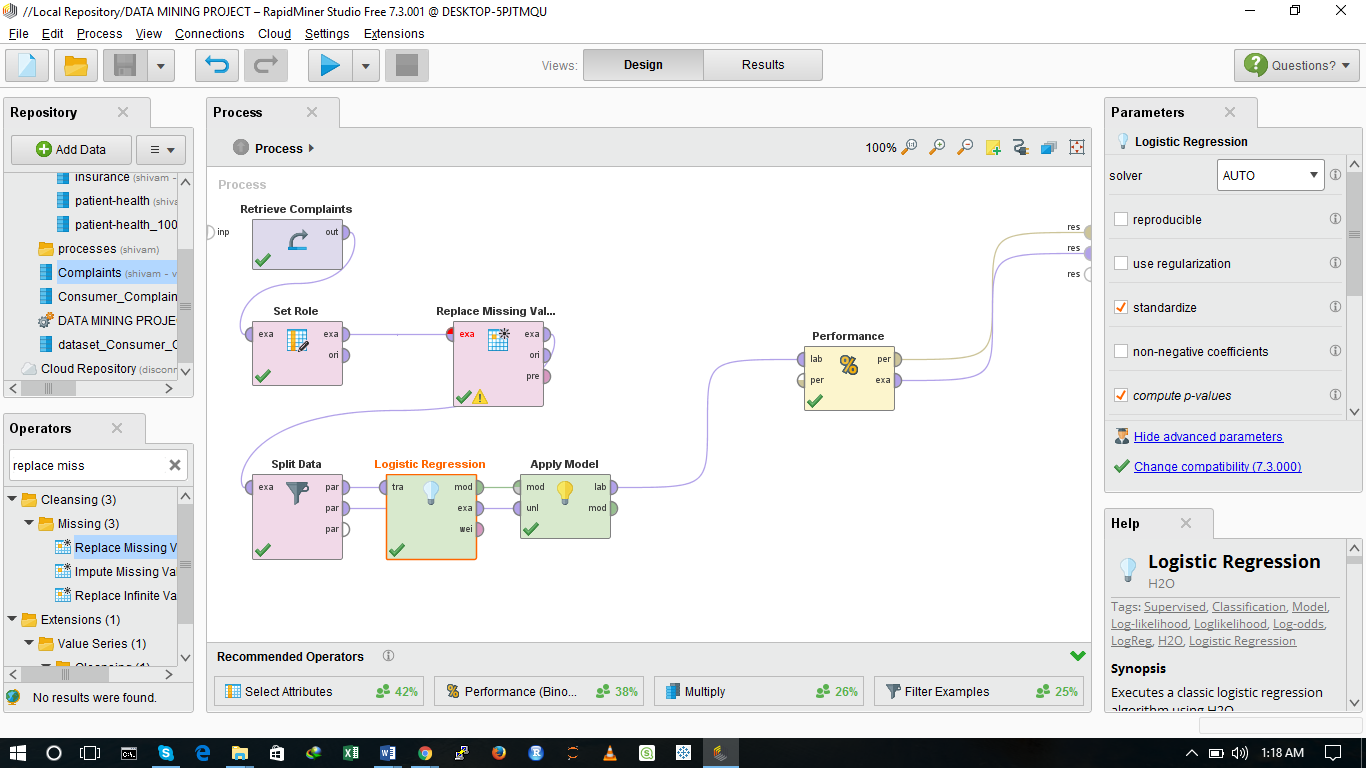 //Local Repository/DATA MINING PROJECT – RapidMiner Studio Free 7.3.001 @ DESKTOP-5PJTMQU
File Edit Process View Connections Cloud Settings Extensions
Views: Design Results
Questions?
Repository
Add Data
insurance (shivam -
patient-health (shiva
patient-health_100
processes (shivam)
Complaints (shivam – v
Consumer_Complain
DATA MINING PROJE
dataset_Consumer_C
Cloud Repository (disconn
Operators
replace miss
Cleansing (3)
Missing (3)
Replace Missing V
Impute Missing Va
Replace Infinite Va
Extensions (1)
Value Series (1)
Cleansing (1)
No results were found.
Process
Process
100%
Process
inp
Retrieve Complaints
out
Set Role
exa exa
ori
Replace Missing Val...
exa exa
ori
pre
Split Data
exa par
par
par
Logistic Regression
tra mod
exa
wei
Apply Model
mod lab
unl mod
Performance
lab per
per exa
res
res
res
Recommended Operators
Select Attributes 42%
Performance (Bino... 38%
Multiply 26%
Filter Examples 25%
Parameters
Logistic Regression
solver AUTO
reproducible
use regularization
standardize
non-negative coefficients
compute p-values
Hide advanced parameters
Change compatibility (7.3.000)
Help
Logistic Regression
H2O
Tags: Supervised, Classification, Model,
Log-likelihood, Loglikelihood, Log-odds,
LogReg, H2O, Logistic Regression
Synopsis
Executes a classic logistic regression
algorithm using H2O
1:18 AM